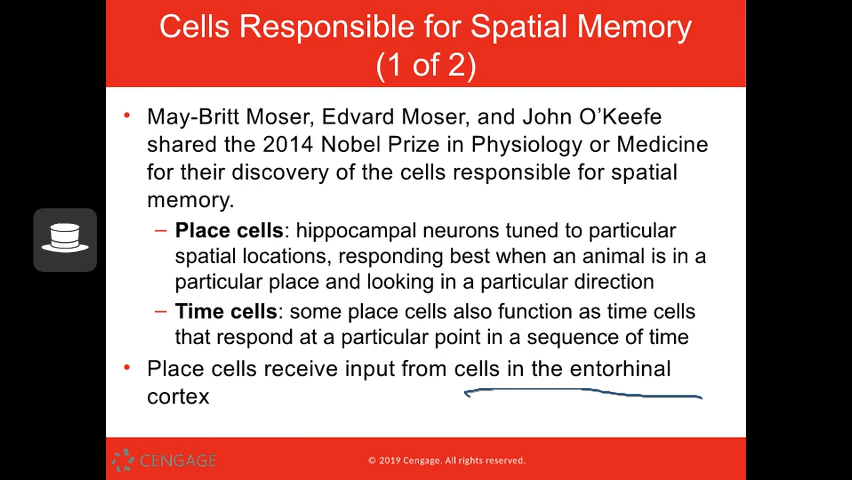 Cells Responsible for Spatial Memory
(1 of 2)
• May-Britt Moser, Edvard Moser, and John O’Keefe
shared the 2014 Nobel Prize in Physiology or Medicine
for their discovery of the cells responsible for spatial
memory.
– Place cells: hippocampal neurons tuned to particular
spatial locations, responding best when an animal is in a
particular place and looking in a particular direction
– Time cells: some place cells also function as time cells
that respond at a particular point in a sequence of time
• Place cells receive input from cells in the entorhinal
cortex
CENGAGE
© 2019 Cengage. All rights reserved.